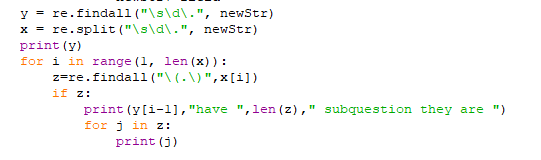 y = re.findall("\s\d\.", newStr)
x = re.split("\s\d\.", newStr)
print(y)
for i in range(1, len(x)):
    z=re.findall("\(.\)",x[i])
    if z:
        print(y[i-1],"have ",len(z)," subquestion they are ")
        for j in z:
            print(j)